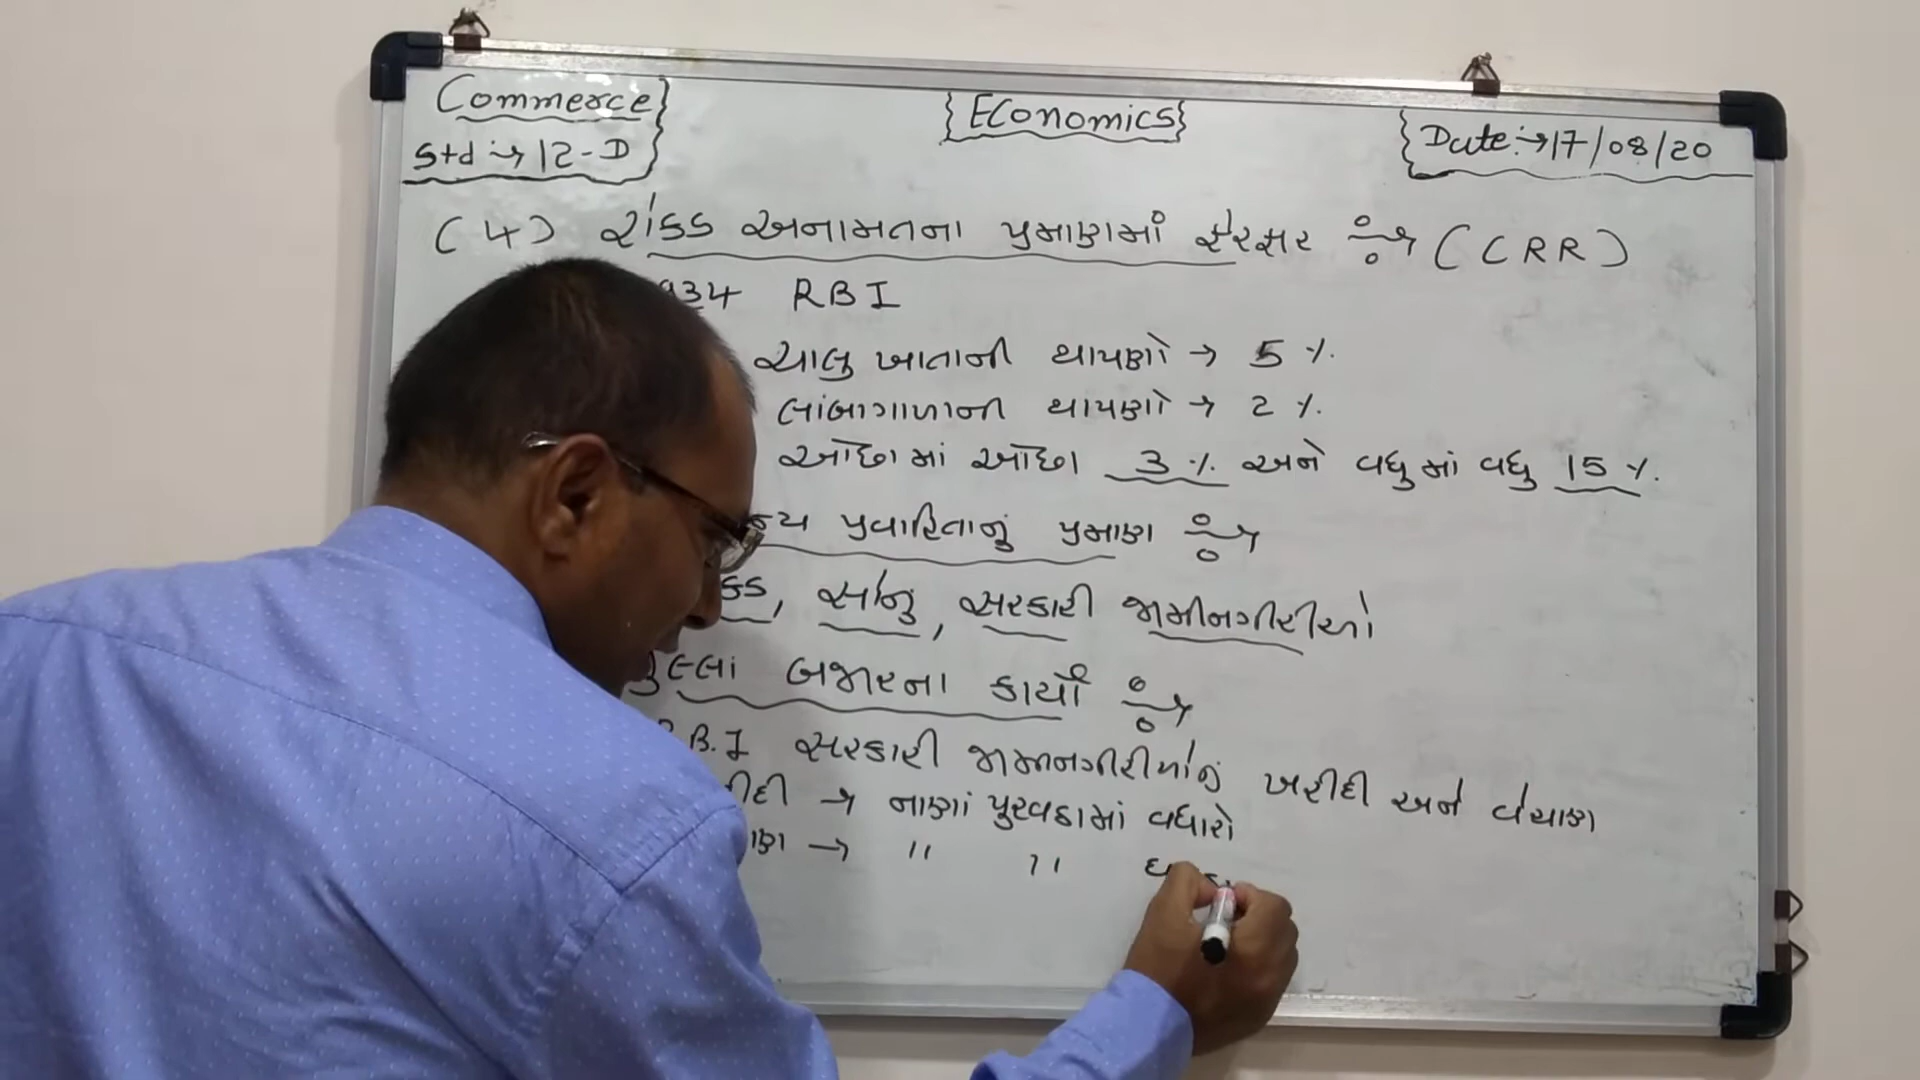 Commerce
Std :→ 12-D
Economics
Date :→ 17/08/20
(4) રોકડ અનામતના પ્રમાણમાં ફેરફાર :→ (CRR)
934 RBI
ચાલુ ખાતાની થાપણો → 5 %.
લાંબાગાળાની થાપણો → 2 %.
ઓછામાં ઓછા 3 %. અને વધુમાં વધુ 15 %.
પ્રવાહિતાનું પ્રમાણ :→
કડ, સોનુ, સરકારી જામીનગીરીઓ
ુલ્લાં બજારના કાર્યો :→
B.I સરકારી જામીનગીરીઓનું ખરીદી અને વેચાણ
રીદી → નાણાં પુરવઠામાં વધારો
ાણ → '' ''